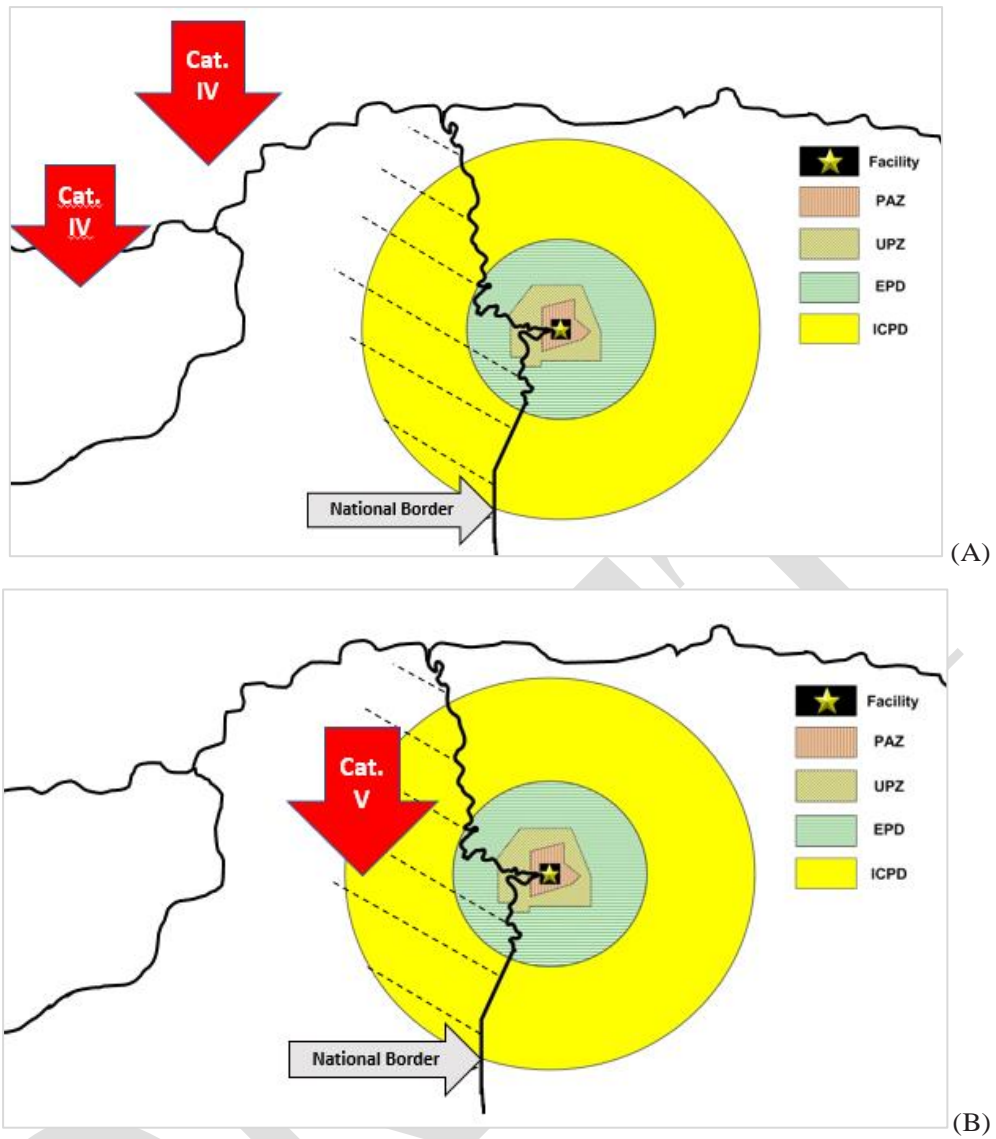 Cat.
IV
Cat.
IV
Facility
PAZ
UPZ
EPD
ICPD
National Border
(A)
Facility
PAZ
UPZ
EPD
ICPD
Cat.
V
National Border
(B)